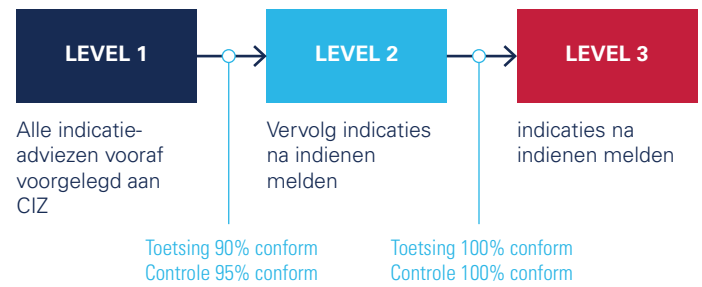 LEVEL 1
LEVEL 2
LEVEL 3
Alle indicatie-
adviezen vooraf
voorgelegd aan
CIZ
Vervolg indicaties
na indienen
melden
indicaties na
indienen melden
Toetsing 90% conform
Controle 95% conform
Toetsing 100% conform
Controle 100% conform